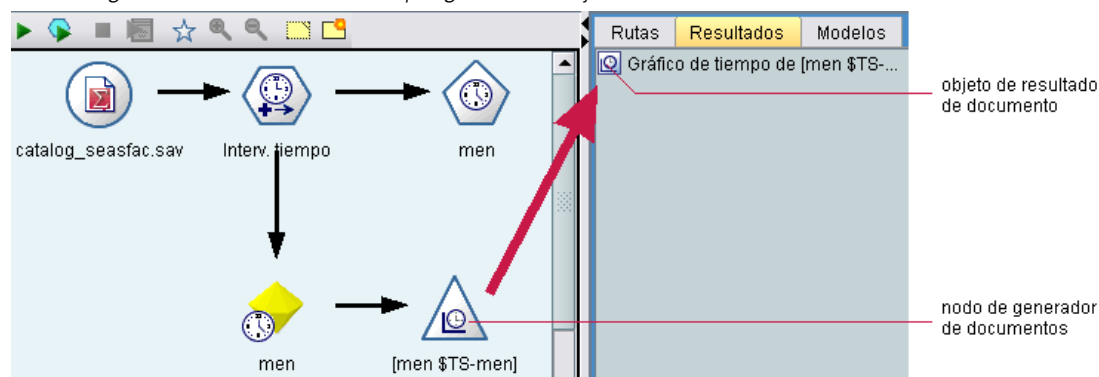 Rutas Resultados Modelos
Gráfico de tiempo de [men $TS-...
objeto de resultado
de documento
catalog_seasfac.sav Interv. tiempo men
nodo de generador
de documentos
men [men $TS-men]